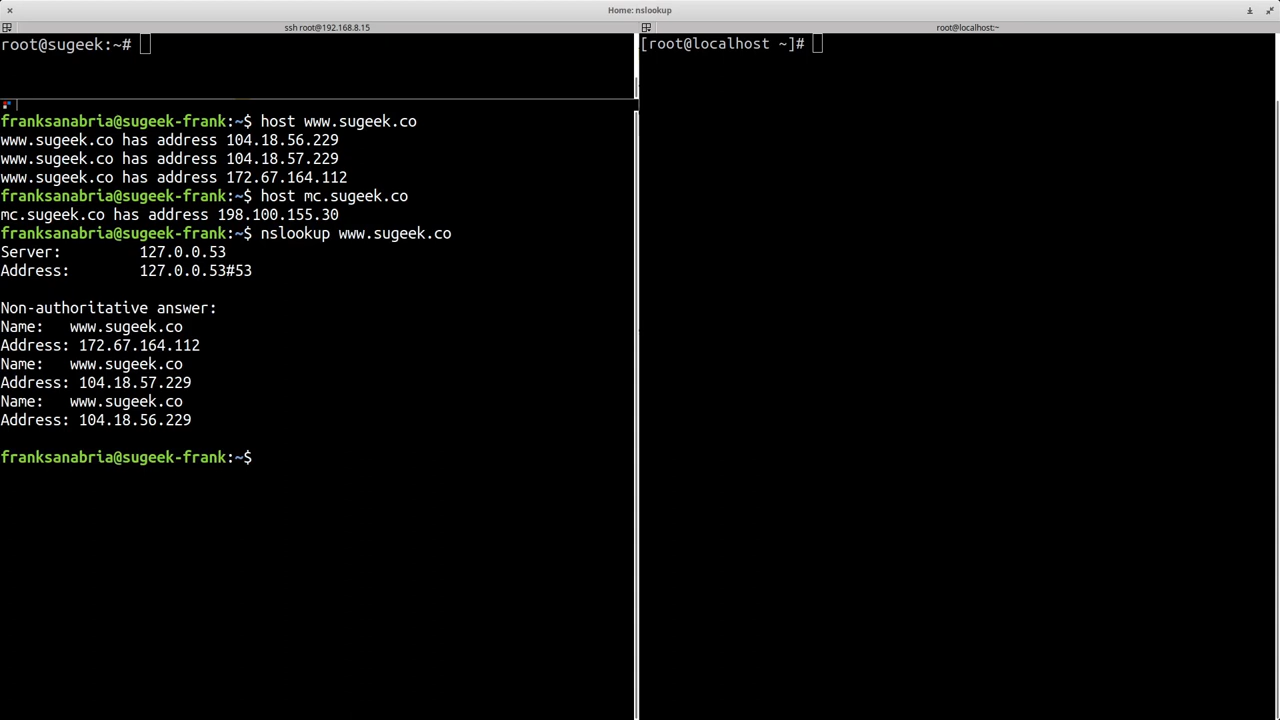 Home: nslookup
ssh root@192.168.8.15
root@sugeek:~#
franksanabria@sugeek-frank:~$ host www.sugeek.co
www.sugeek.co has address 104.18.56.229
www.sugeek.co has address 104.18.57.229
www.sugeek.co has address 172.67.164.112
franksanabria@sugeek-frank:~$ host mc.sugeek.co
mc.sugeek.co has address 198.100.155.30
franksanabria@sugeek-frank:~$ nslookup www.sugeek.co
Server:         127.0.0.53
Address:        127.0.0.53#53

Non-authoritative answer:
Name:   www.sugeek.co
Address: 172.67.164.112
Name:   www.sugeek.co
Address: 104.18.57.229
Name:   www.sugeek.co
Address: 104.18.56.229

franksanabria@sugeek-frank:~$
root@localhost:~
[root@localhost ~]#